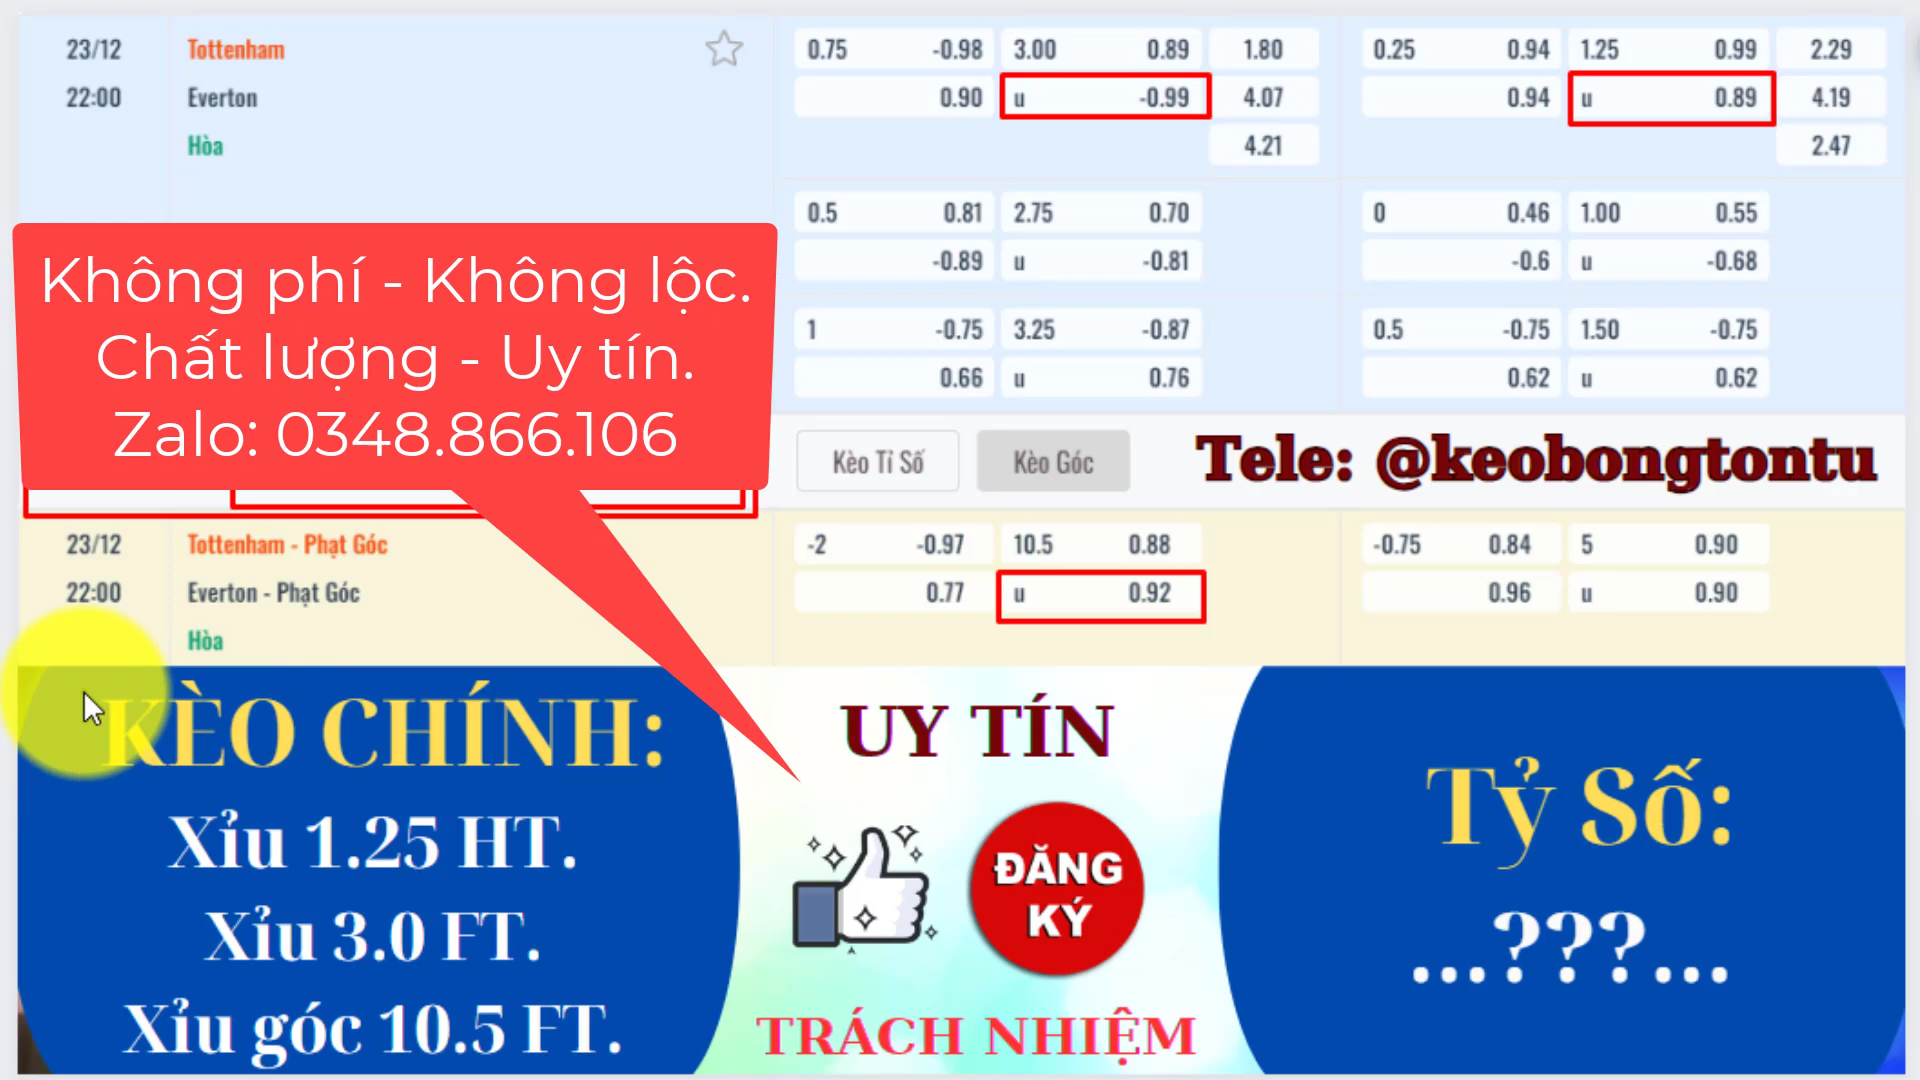 23/12 Tottenham 0.75 -0.98 3.00 0.89 1.80 0.25 0.94 1.25 0.99 2.29
22:00 Everton 0.90 u -0.99 4.07 0.94 u 0.89 4.19
Hòa 4.21 2.47
0.5 0.81 2.75 0.70 0 0.46 1.00 0.55
-0.89 u -0.81 -0.6 u -0.68
1 -0.75 3.25 -0.87 0.5 -0.75 1.50 -0.75
0.66 u 0.76 0.62 u 0.62
Không phí - Không lộc.
Chất lượng - Uy tín.
Zalo: 0348.866.106
Kèo Tỉ Số Kèo Góc Tele: @keobongtontu
23/12 Tottenham - Phạt Góc -2 -0.97 10.5 0.88 -0.75 0.84 5 0.90
22:00 Everton - Phạt Góc 0.77 u 0.92 0.96 u 0.90
Hòa
KÈO CHÍNH:
Xỉu 1.25 HT.
Xỉu 3.0 FT.
Xỉu góc 10.5 FT.
UY TÍN
ĐĂNG
KÝ
TRÁCH NHIỆM
Tỷ Số:
...???...